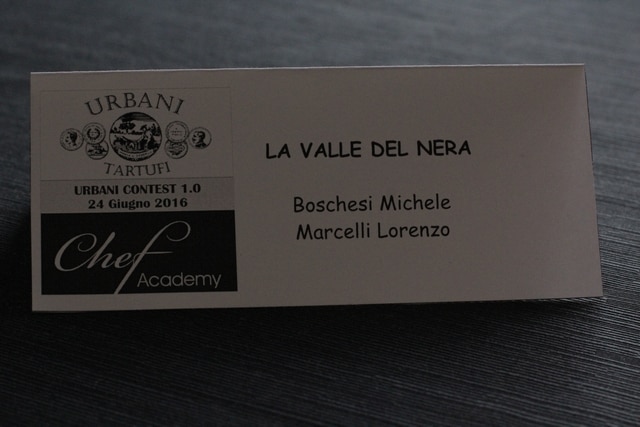 URBANI
TARTUFI
URBANI CONTEST 1.0
24 Giugno 2016
Chef
Academy
LA VALLE DEL NERA
Boschesi Michele
Marcelli Lorenzo